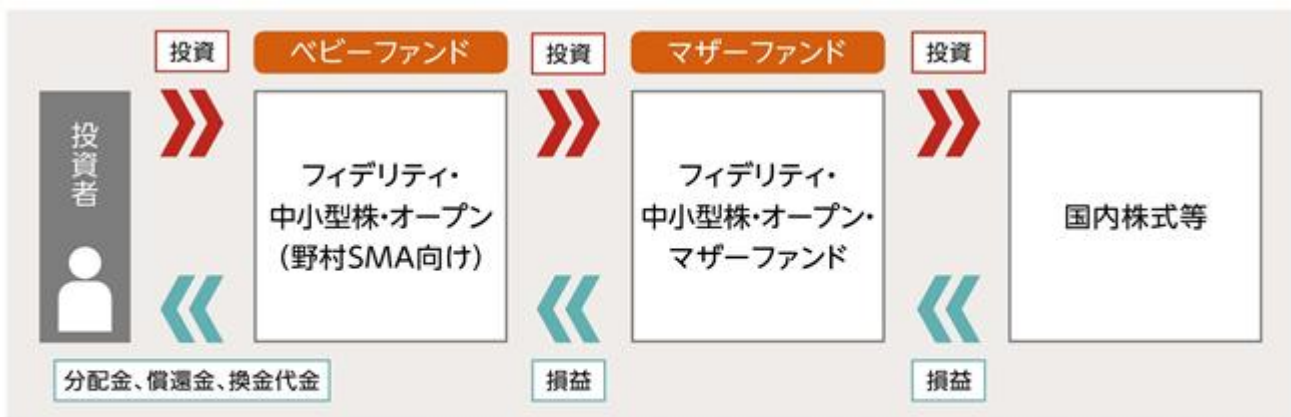 投資
ベビーファンド
投資
マザーファンド
投資
投資者
フィデリティ・
中小型株・オープン
(野村SMA向け)
フィデリティ・
中小型株・オープン・
マザーファンド
国内株式等
分配金、償還金、換金代金
損益
損益